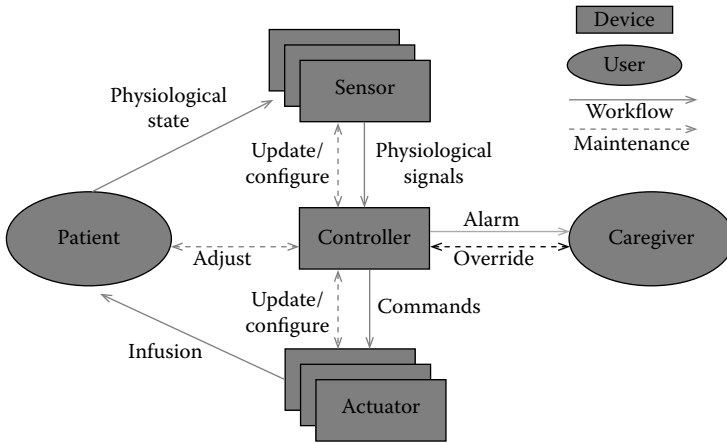 Device
User
Workflow
Maintenance
Sensor
Physiological
state
Update/
configure
Physiological
signals
Patient
Adjust
Controller
Alarm
Override
Caregiver
Update/
configure
Commands
Infusion
Actuator